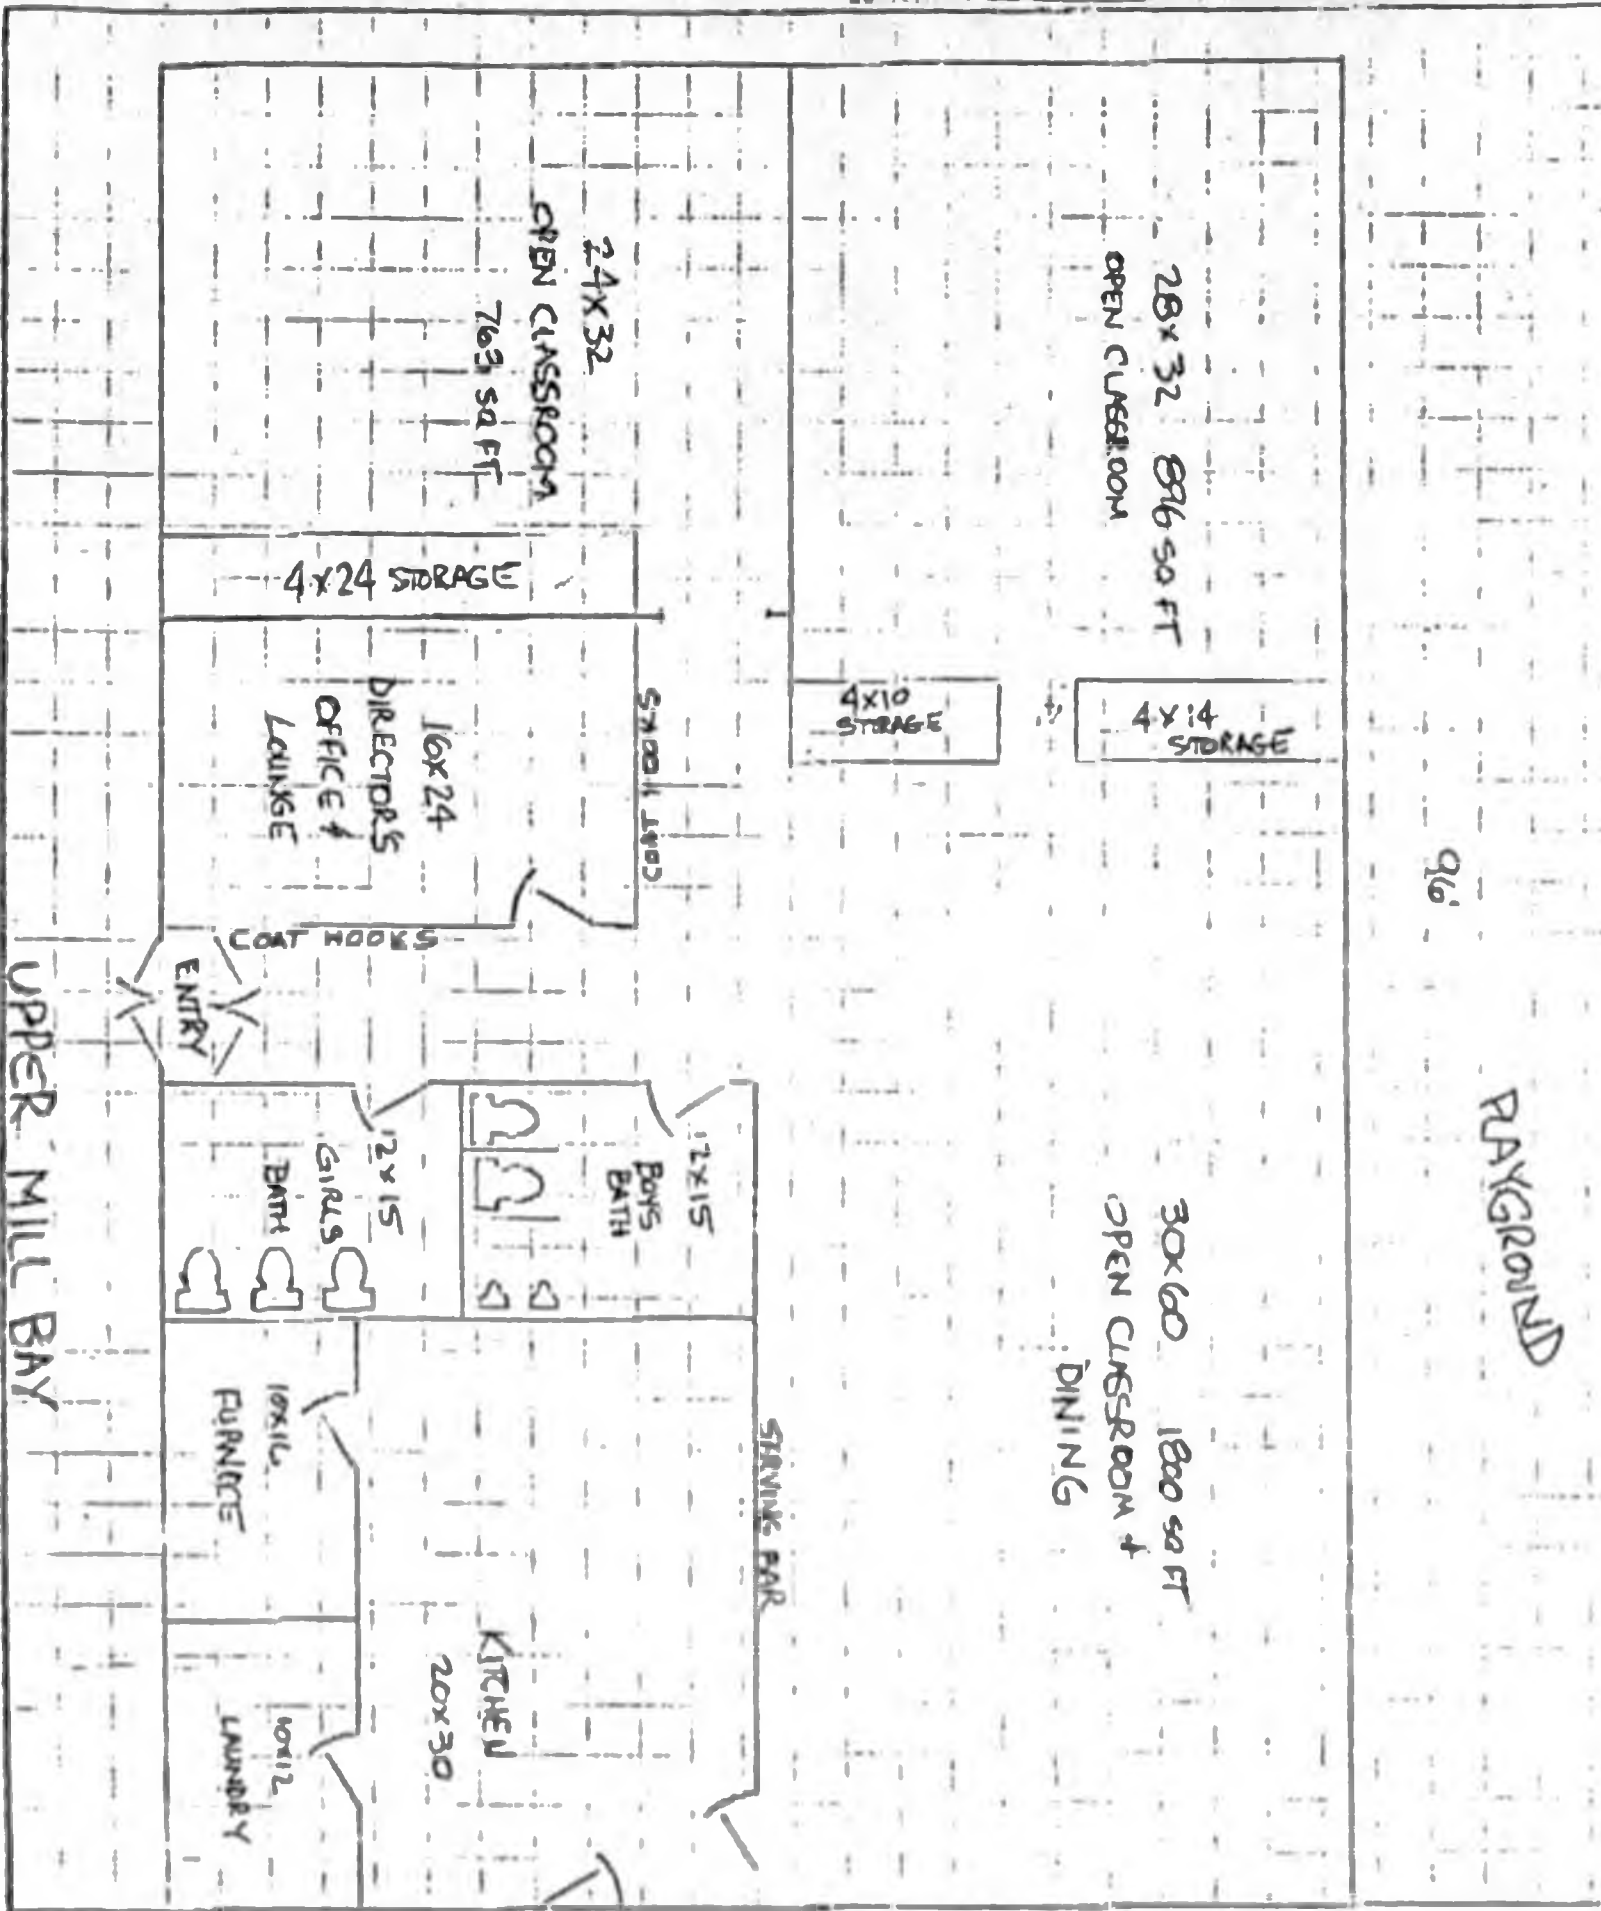 24X32
OPEN CLASSROOM
763 SQ FT
28X32 896 SQ FT
OPEN CLASSROOM
4X24 STORAGE
16X24
DIRECTOR'S
OFFICE &
LOUNGE
COAT HOOKS
COAT HOOKS
4X10
STORAGE
4X14
STORAGE
96'
PLAYGROUND
ENTRY
12X15
GIRLS
BATH
12X15
BOYS
BATH
30X60 1800 SQ FT
OPEN CLASSROOM &
DINING
SERVING BAR
10X16
FURNACE
KITCHEN
20X30
10X12
LAUNDRY
UPPER MILL BAY